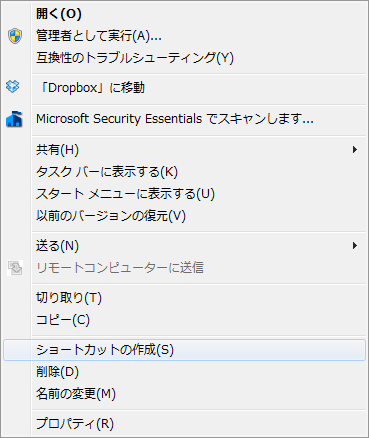 開く(O)
管理者として実行(A)...
互換性のトラブルシューティング(Y)
「Dropbox」に移動
Microsoft Security Essentials でスキャンします...
共有(H)
タスク バーに表示する(K)
スタート メニューに表示する(U)
以前のバージョンの復元(V)
送る(N)
リモートコンピューターに送信
切り取り(T)
コピー(C)
ショートカットの作成(S)
削除(D)
名前の変更(M)
プロパティ(R)